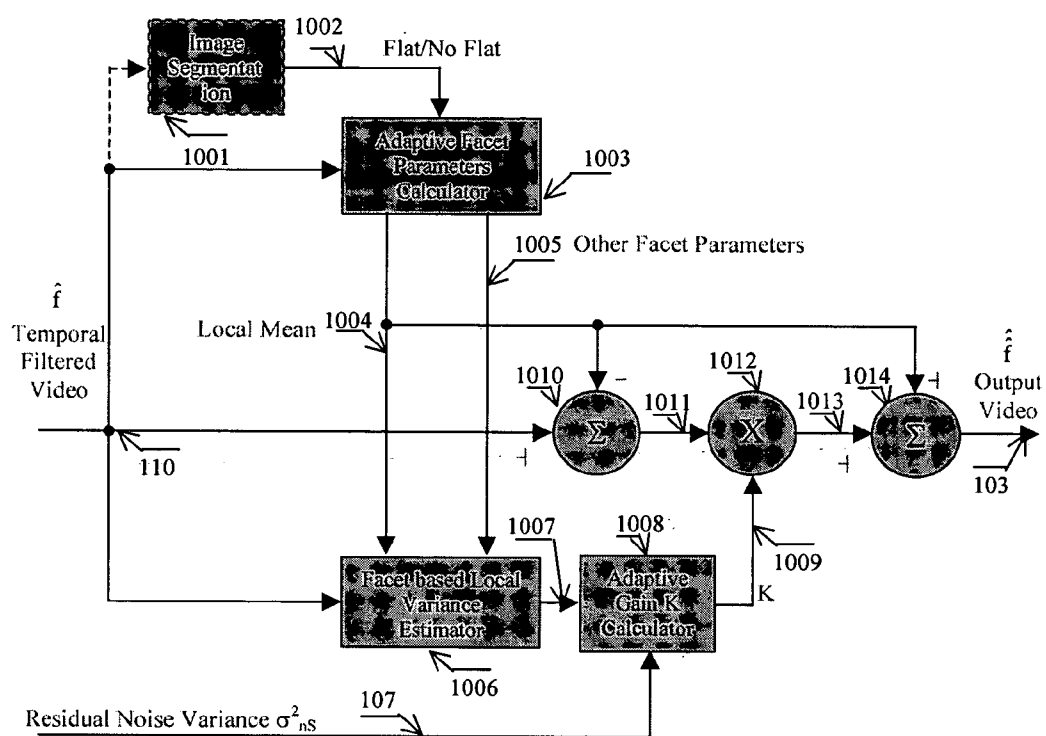 1002
Flat/No Flat
Image
Segmentat
ion
1001
Adaptive Facet
Parameters
Calculator
1003
1005 Other Facet Parameters
f̂
Temporal
Filtered
Video
Local Mean
1004
1010
−
1011
1012
1013
1014
+
f̂̂
Output
Video
Σ
X
Σ
+
+
110
103
1007
1008
1009
Facet based Local
Variance
Estimator
Adaptive
Gain K
Calculator
K
1006
Residual Noise Variance σ²nS
107